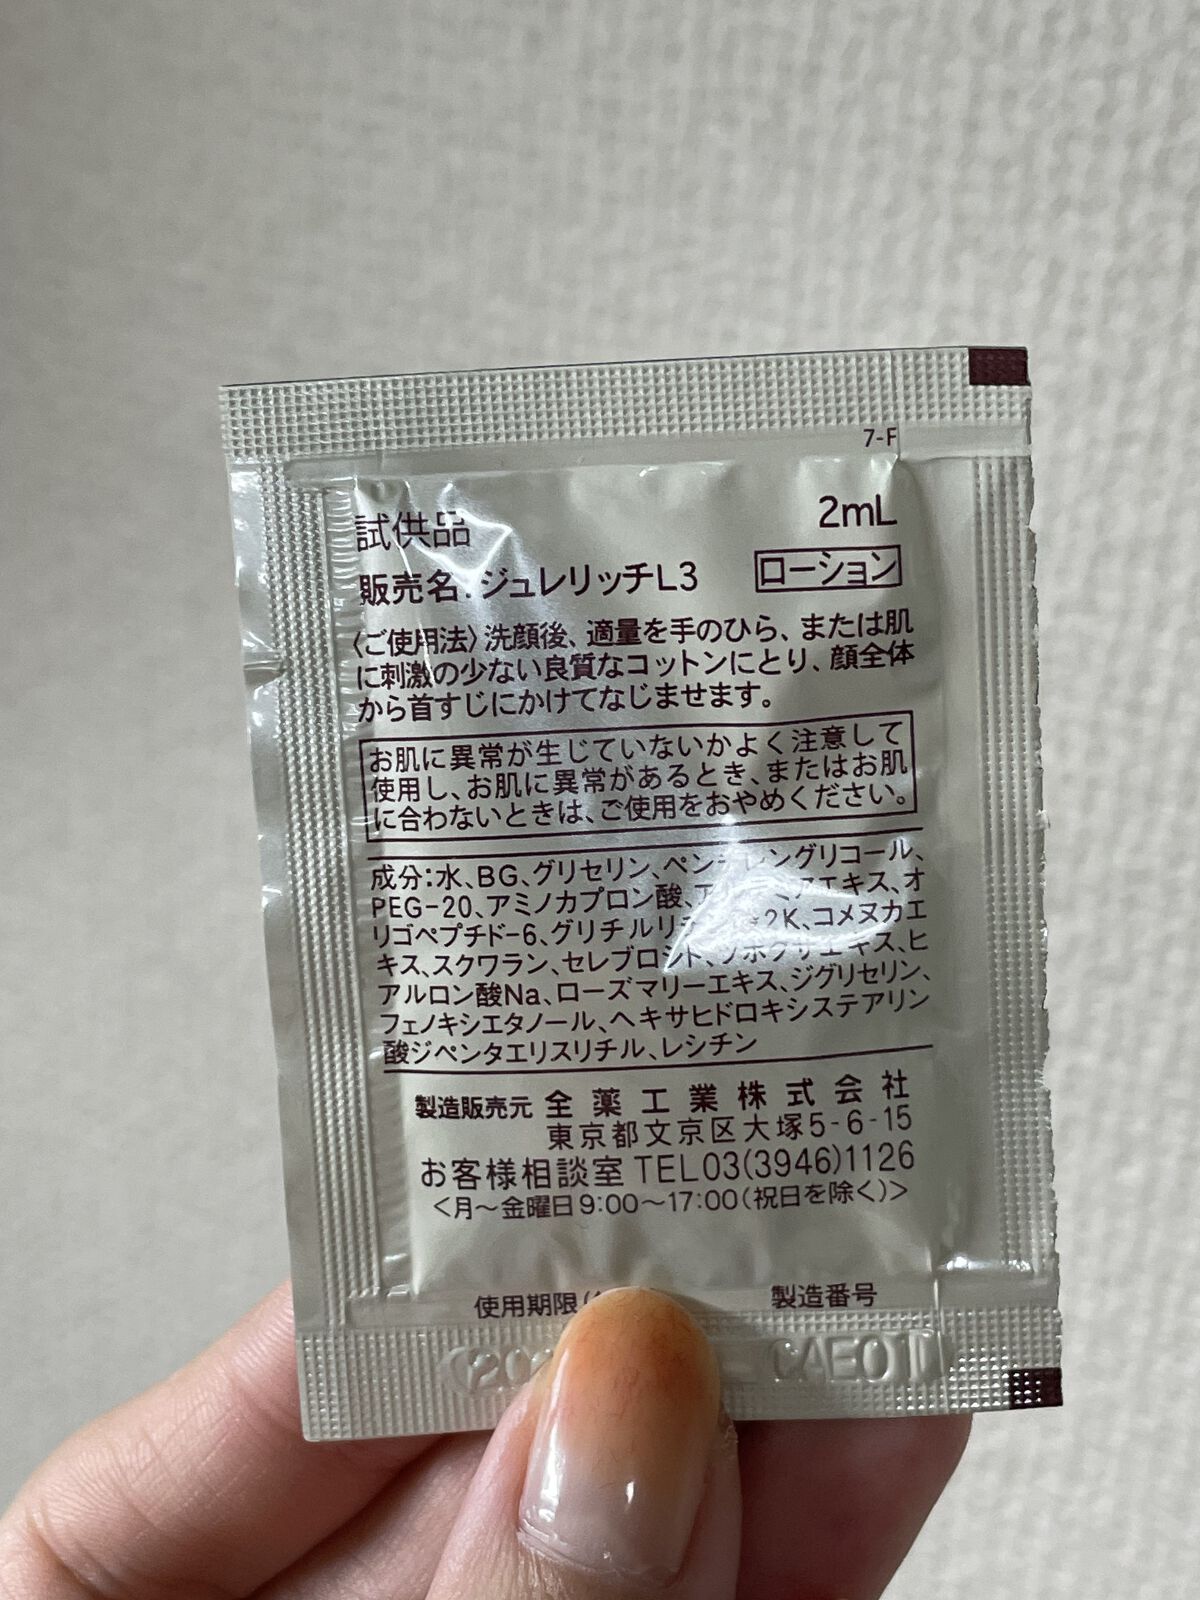 7-F
試供品 2mL
販売名:ジュレリッチL3 ローション
〈ご使用法〉洗顔後、適量を手のひら、または肌
に刺激の少ない良質なコットンにとり、顔全体
から首すじにかけてなじませます。
お肌に異常が生じていないかよく注意して
使用し、お肌に異常があるとき、またはお肌
に合わないときは、ご使用をおやめください。
成分:水、BG、グリセリン、ペンチレングリコール、
PEG-20、アミノカプロン酸、エキス、オ
リゴペプチド-6、グリチルリ2K、コメヌカエ
キス、スクワラン、セレブロシド、エキス、ヒ
アルロン酸Na、ローズマリーエキス、ジグリセリン、
フェノキシエタノール、ヘキサヒドロキシステアリン
酸ジペンタエリスリチル、レシチン
製造販売元 全薬工業株式会社
東京都文京区大塚5-6-15
お客様相談室 TEL03(3946)1126
<月～金曜日9:00～17:00(祝日を除く)>
使用期限 製造番号
CAE01